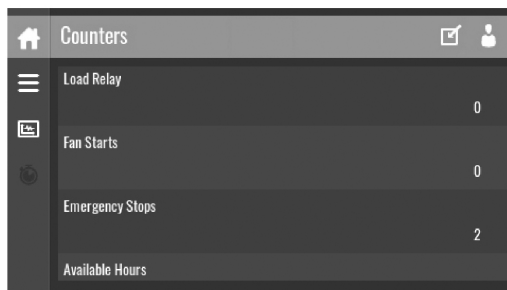 Counters
Load Relay
0
Fan Starts
0
Emergency Stops
2
Available Hours